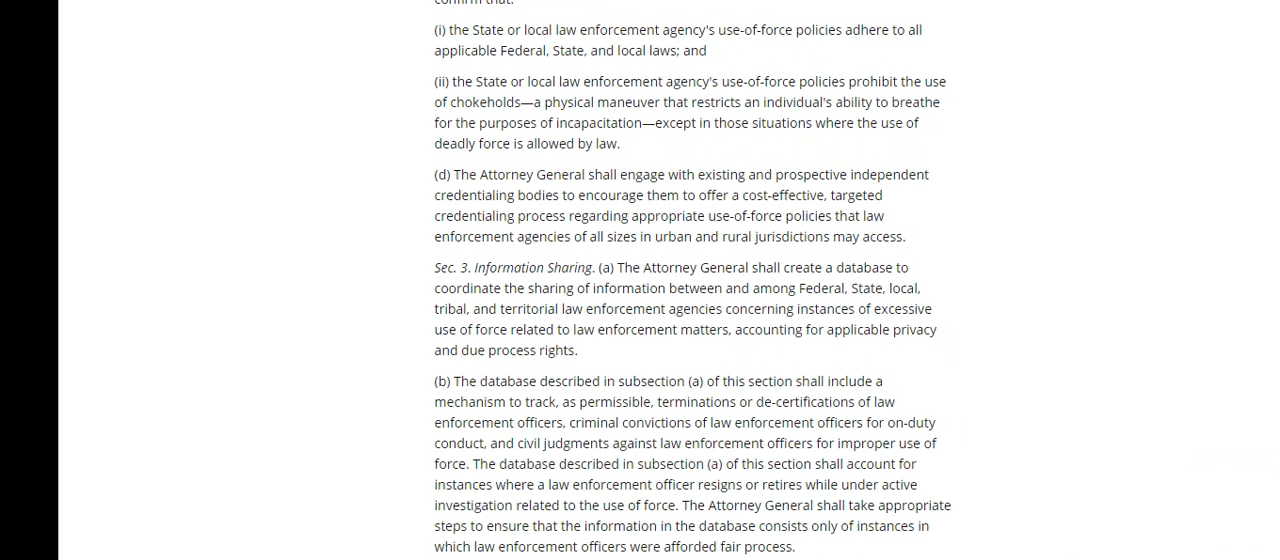 confirm that:
(i) the State or local law enforcement agency's use-of-force policies adhere to all
applicable Federal, State, and local laws; and
(ii) the State or local law enforcement agency's use-of-force policies prohibit the use
of chokeholds—a physical maneuver that restricts an individual's ability to breathe
for the purposes of incapacitation—except in those situations where the use of
deadly force is allowed by law.
(d) The Attorney General shall engage with existing and prospective independent
credentialing bodies to encourage them to offer a cost-effective, targeted
credentialing process regarding appropriate use-of-force policies that law
enforcement agencies of all sizes in urban and rural jurisdictions may access.
Sec. 3. Information Sharing. (a) The Attorney General shall create a database to
coordinate the sharing of information between and among Federal, State, local,
tribal, and territorial law enforcement agencies concerning instances of excessive
use of force related to law enforcement matters, accounting for applicable privacy
and due process rights.
(b) The database described in subsection (a) of this section shall include a
mechanism to track, as permissible, terminations or de-certifications of law
enforcement officers, criminal convictions of law enforcement officers for on-duty
conduct, and civil judgments against law enforcement officers for improper use of
force. The database described in subsection (a) of this section shall account for
instances where a law enforcement officer resigns or retires while under active
investigation related to the use of force. The Attorney General shall take appropriate
steps to ensure that the information in the database consists only of instances in
which law enforcement officers were afforded fair process.